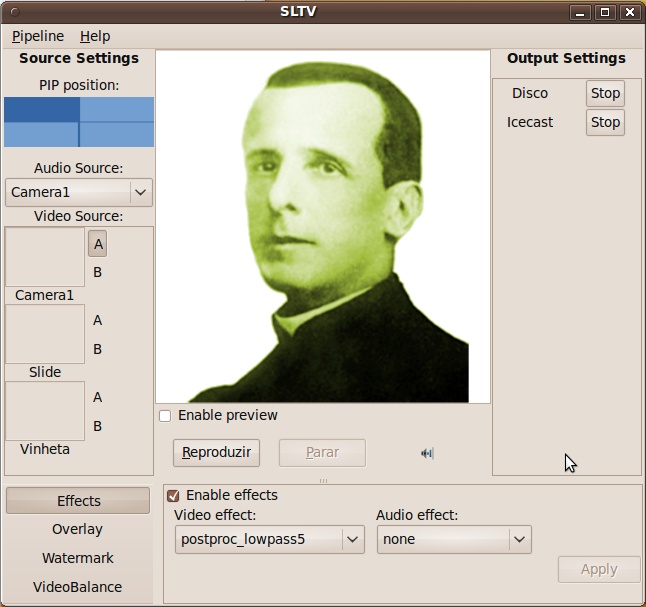 SLTV
Pipeline Help
Source Settings
PIP position:
Audio Source:
Camera1
Video Source:
A
B
Camera1
A
B
Slide
A
B
Vinheta
Enable preview
Reproduzir Parar
Output Settings
Disco Stop
Icecast Stop
Effects
Overlay
Watermark
VideoBalance
Enable effects
Video effect: Audio effect:
postproc_lowpass5 none
Apply